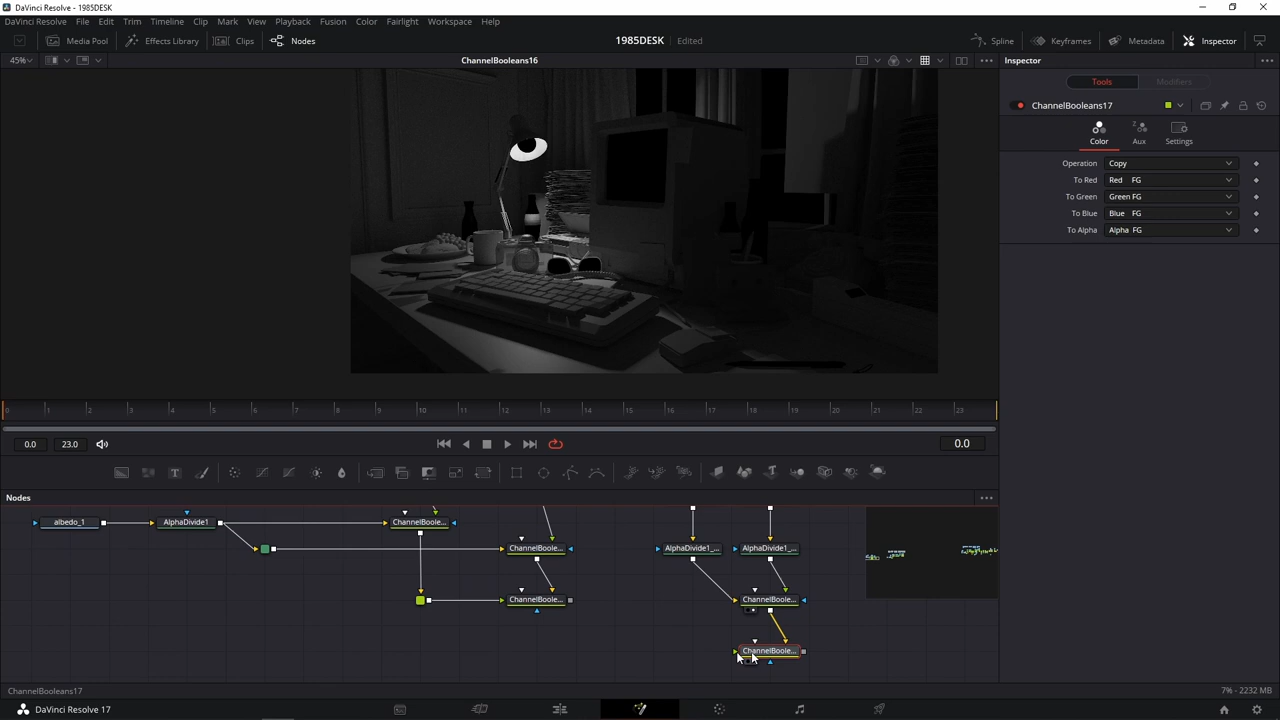 DaVinci Resolve - 1985DESK
DaVinci Resolve File Edit Trim Timeline Clip Mark View Playback Fusion Color Fairlight Workspace Help
Media Pool Effects Library Clips Nodes 1985DESK Edited Spline Keyframes Metadata Inspector
45% ChannelBooleans16 Inspector
Tools Modifiers
ChannelBooleans17
Color Aux Settings
Operation Copy
To Red Red FG
To Green Green FG
To Blue Blue FG
To Alpha Alpha FG
0 1 2 3 4 5 6 7 8 9 10 11 12 13 14 15 16 17 18 19 20 21 22 23
0.0 23.0 0.0
Nodes
albedo_1 AlphaDivide1 ChannelBoole...
ChannelBoole... AlphaDivide1_... AlphaDivide1_...
ChannelBoole... ChannelBoole...
ChannelBoole...
ChannelBooleans17 7% - 2232 MB
DaVinci Resolve 17